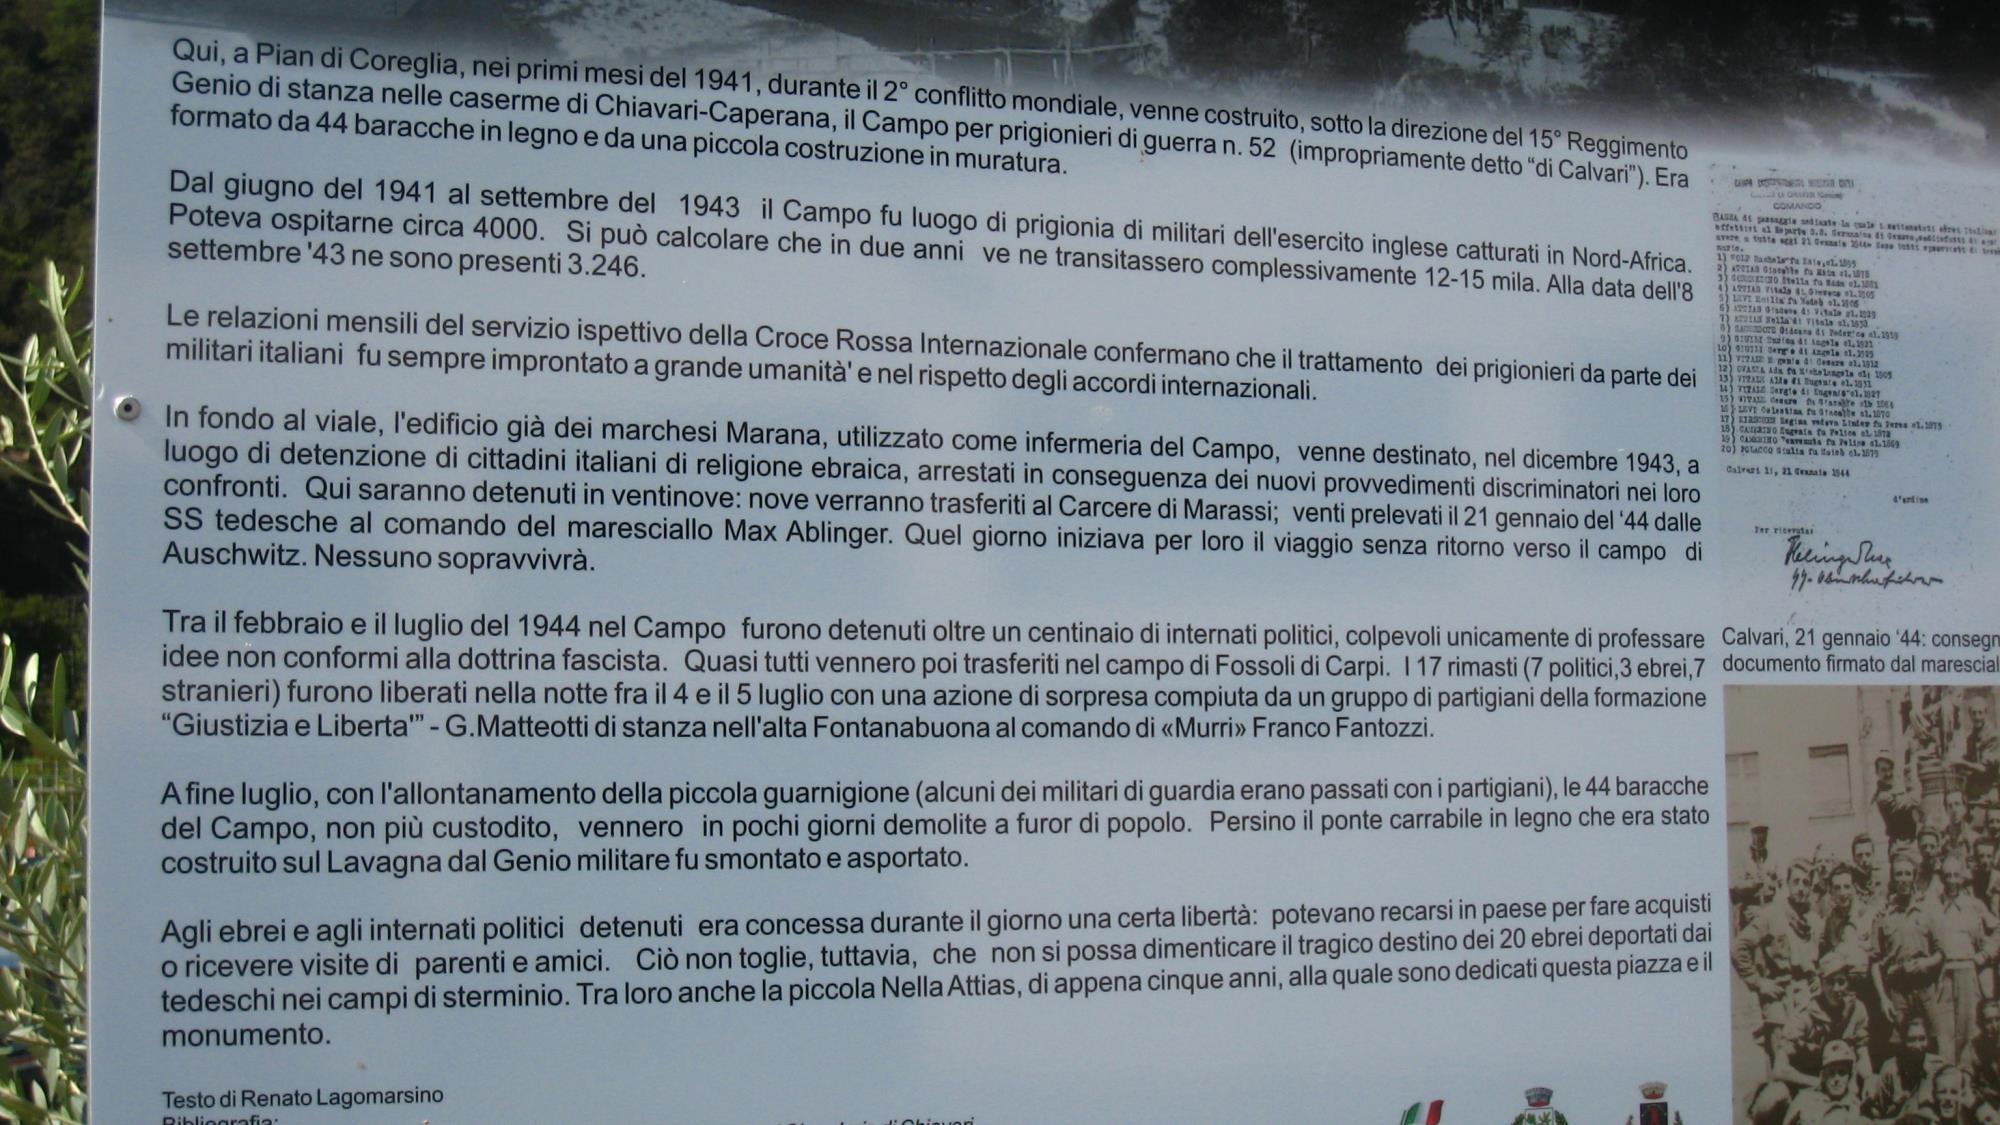 Qui, a Pian di Coreglia, nei primi mesi del 1941, durante il 2° conflitto mondiale, venne costruito, sotto la direzione del 15° Reggimento
Genio di stanza nelle caserme di Chiavari-Caperana, il Campo per prigionieri di guerra n. 52 (impropriamente detto “di Calvari”). Era
formato da 44 baracche in legno e da una piccola costruzione in muratura.
Dal giugno del 1941 al settembre del 1943 il Campo fu luogo di prigionia di militari dell'esercito inglese catturati in Nord-Africa.
Poteva ospitarne circa 4000. Si può calcolare che in due anni ve ne transitassero complessivamente 12-15 mila. Alla data dell'8
settembre '43 ne sono presenti 3.246.
Le relazioni mensili del servizio ispettivo della Croce Rossa Internazionale confermano che il trattamento dei prigionieri da parte dei
militari italiani fu sempre improntato a grande umanità' e nel rispetto degli accordi internazionali.
In fondo al viale, l'edificio già dei marchesi Marana, utilizzato come infermeria del Campo, venne destinato, nel dicembre 1943, a
luogo di detenzione di cittadini italiani di religione ebraica, arrestati in conseguenza dei nuovi provvedimenti discriminatori nei loro
confronti. Qui saranno detenuti in ventinove: nove verranno trasferiti al Carcere di Marassi; venti prelevati il 21 gennaio del ‘44 dalle
SS tedesche al comando del maresciallo Max Ablinger. Quel giorno iniziava per loro il viaggio senza ritorno verso il campo di
Auschwitz. Nessuno sopravvivrà.
Tra il febbraio e il luglio del 1944 nel Campo furono detenuti oltre un centinaio di internati politici, colpevoli unicamente di professare
idee non conformi alla dottrina fascista. Quasi tutti vennero poi trasferiti nel campo di Fossoli di Carpi. I 17 rimasti (7 politici,3 ebrei,7
stranieri) furono liberati nella notte fra il 4 e il 5 luglio con una azione di sorpresa compiuta da un gruppo di partigiani della formazione
“Giustizia e Liberta'” - G.Matteotti di stanza nell'alta Fontanabuona al comando di «Murri» Franco Fantozzi.
A fine luglio, con l'allontanamento della piccola guarnigione (alcuni dei militari di guardia erano passati con i partigiani), le 44 baracche
del Campo, non più custodito, vennero in pochi giorni demolite a furor di popolo. Persino il ponte carrabile in legno che era stato
costruito sul Lavagna dal Genio militare fu smontato e asportato.
Agli ebrei e agli internati politici detenuti era concessa durante il giorno una certa libertà: potevano recarsi in paese per fare acquisti
o ricevere visite di parenti e amici. Ciò non toglie, tuttavia, che non si possa dimenticare il tragico destino dei 20 ebrei deportati dai
tedeschi nei campi di sterminio. Tra loro anche la piccola Nella Attias, di appena cinque anni, alla quale sono dedicati questa piazza e il
monumento.
Testo di Renato Lagomarsino
Bibliografia:
di Chiavari
COMANDO
Calvari li, 21 Gennaio 1944
d'ordine
Per ricevuta:
Calvari, 21 gennaio ‘44: consegn
documento firmato dal marescial